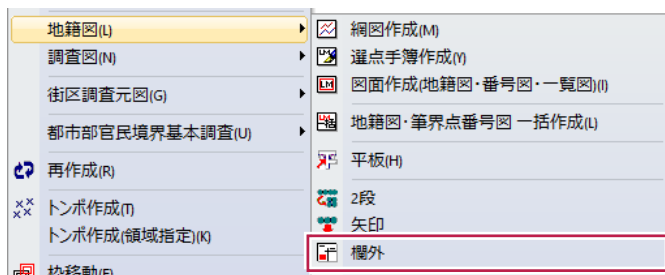 地籍図(L)
調査図(N)
街区調査元図(G)
都市部官民境界基本調査(U)
再作成(R)
トンボ作成(T)
トンボ作成(領域指定)(K)
枠移動(F)
網図作成(M)
選点手簿作成(Y)
図面作成(地籍図・番号図・一覧図)(I)
地籍図・筆界点番号図 一括作成(L)
平板(H)
2段
矢印
欄外